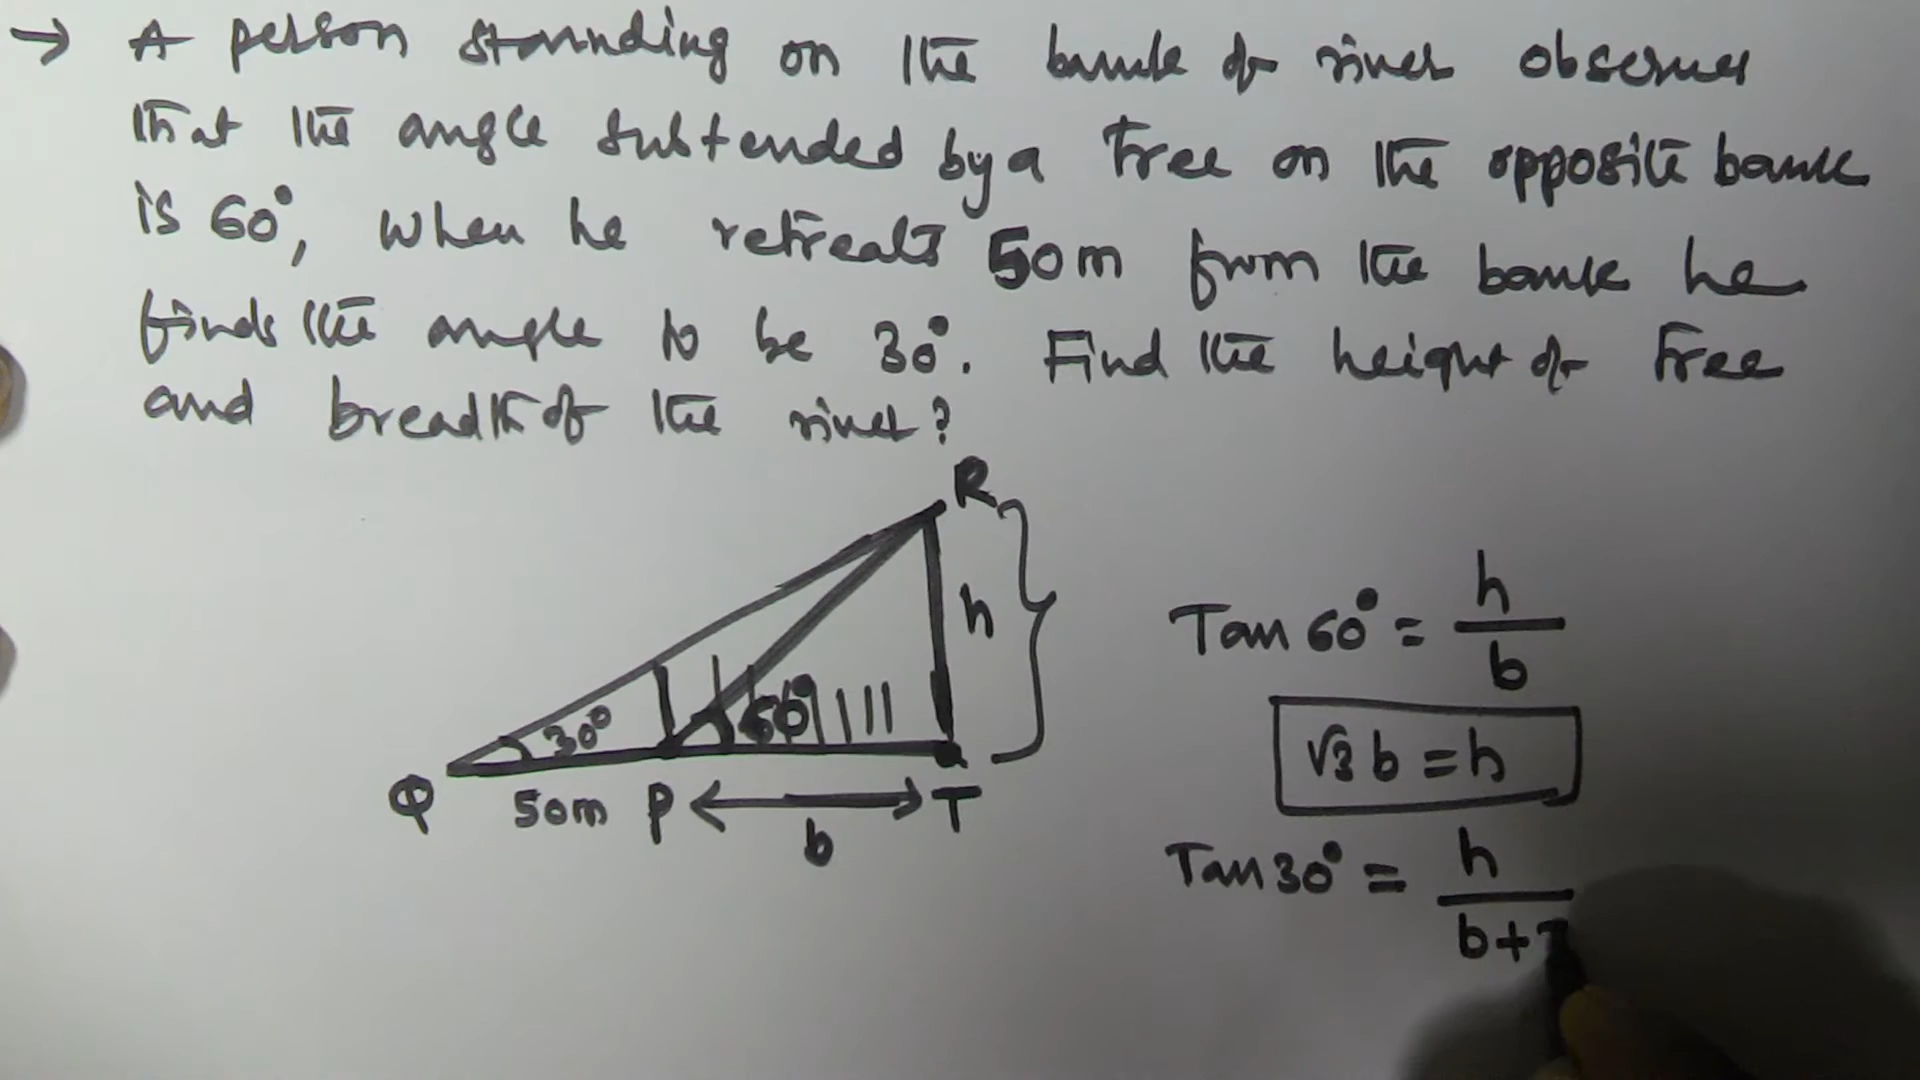 → A person stannding on the bank of river observes
that the angle subtended by a Tree on the opposite bank
is 60°, when he retreats 50m from the bank he
finds the angle to be 30°. Find the height of Tree
and breadth of the river?
R
h
30°
60°
Q 50m P T
b
Tan 60° = h/b
√3 b = h
Tan 30° = h/b+